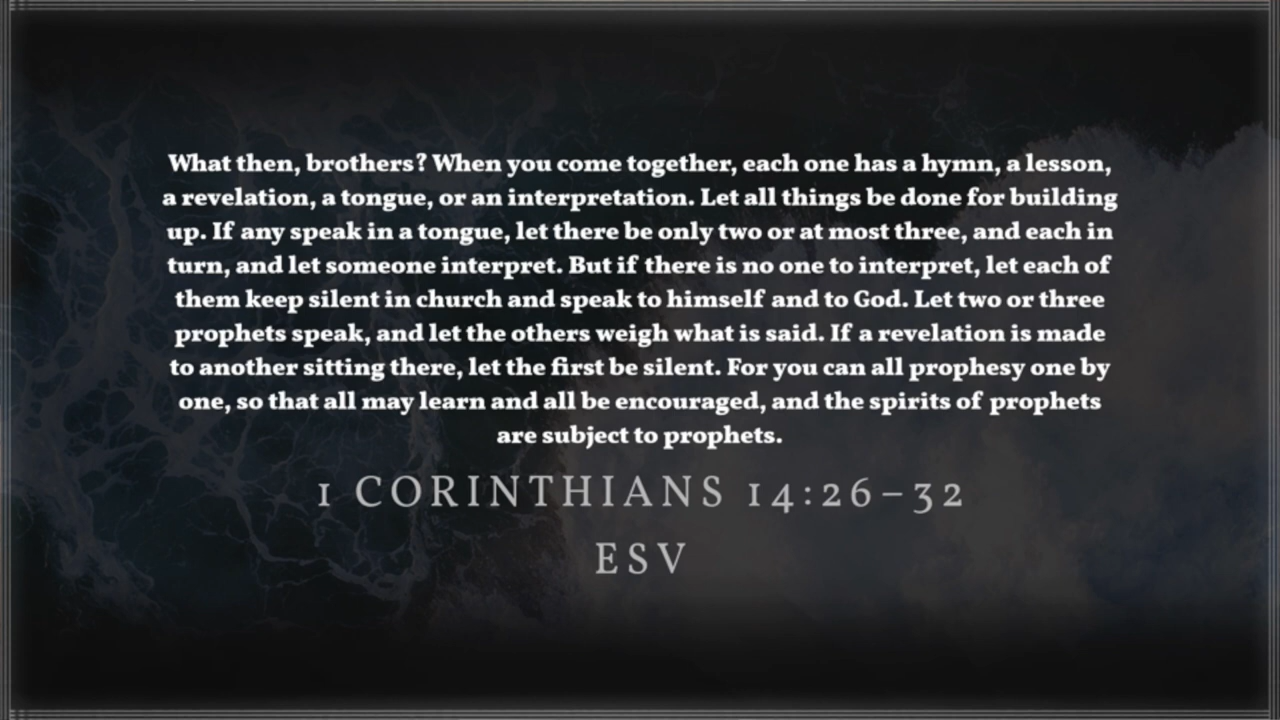 What then, brothers? When you come together, each one has a hymn, a lesson,
a revelation, a tongue, or an interpretation. Let all things be done for building
up. If any speak in a tongue, let there be only two or at most three, and each in
turn, and let someone interpret. But if there is no one to interpret, let each of
them keep silent in church and speak to himself and to God. Let two or three
prophets speak, and let the others weigh what is said. If a revelation is made
to another sitting there, let the first be silent. For you can all prophesy one by
one, so that all may learn and all be encouraged, and the spirits of prophets
are subject to prophets.
1 CORINTHIANS 14:26–32
ESV